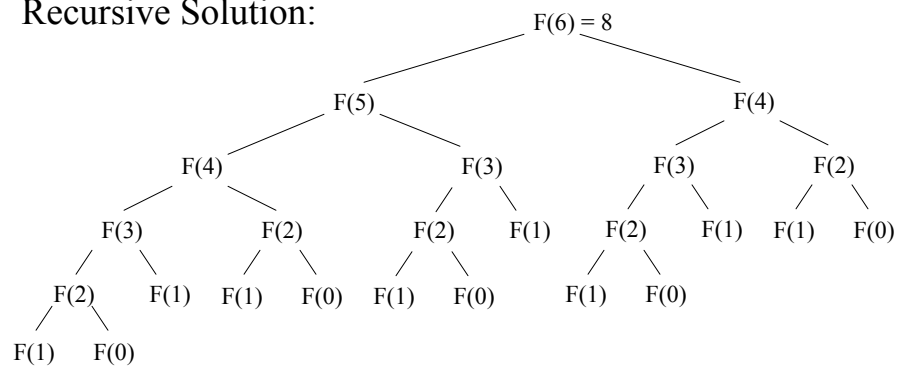 Recursive Solution:
F(6) = 8
F(5) F(4)
F(4) F(3) F(3) F(2)
F(3) F(2) F(2) F(1) F(2) F(1) F(1) F(0)
F(2) F(1) F(1) F(0) F(1) F(0) F(1) F(0)
F(1) F(0)